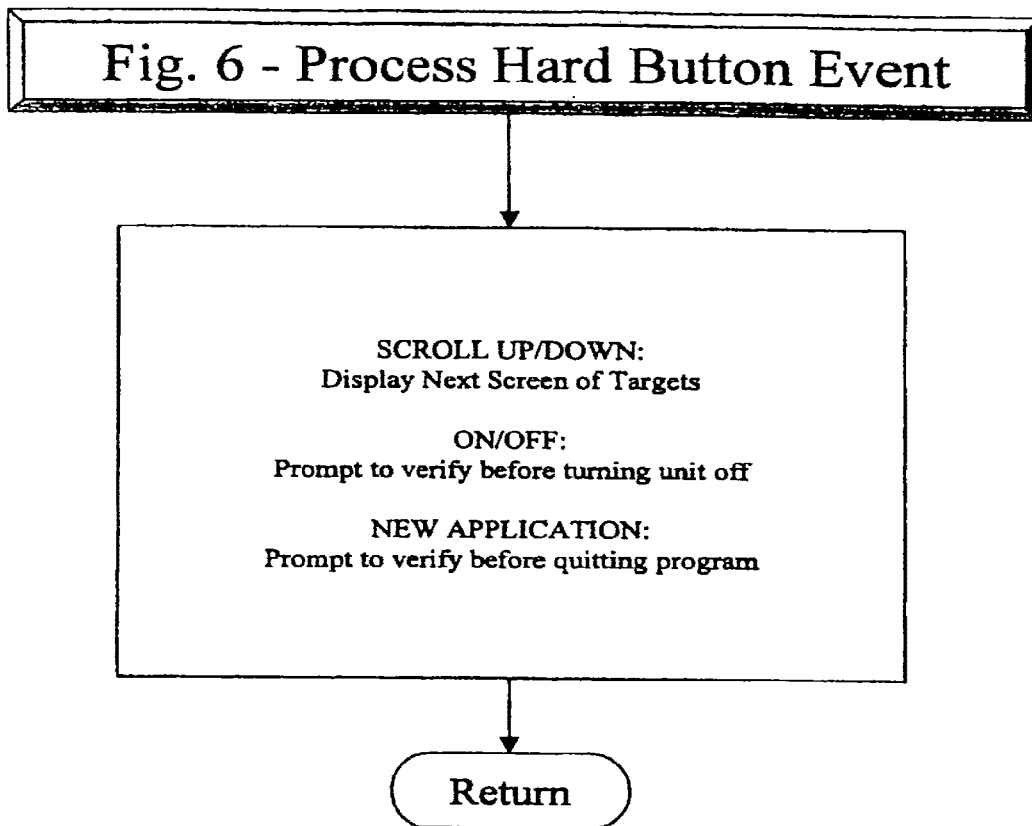 Fig. 6 - Process Hard Button Event
SCROLL UP/DOWN:
Display Next Screen of Targets
ON/OFF:
Prompt to verify before turning unit off
NEW APPLICATION:
Prompt to verify before quitting program
Return